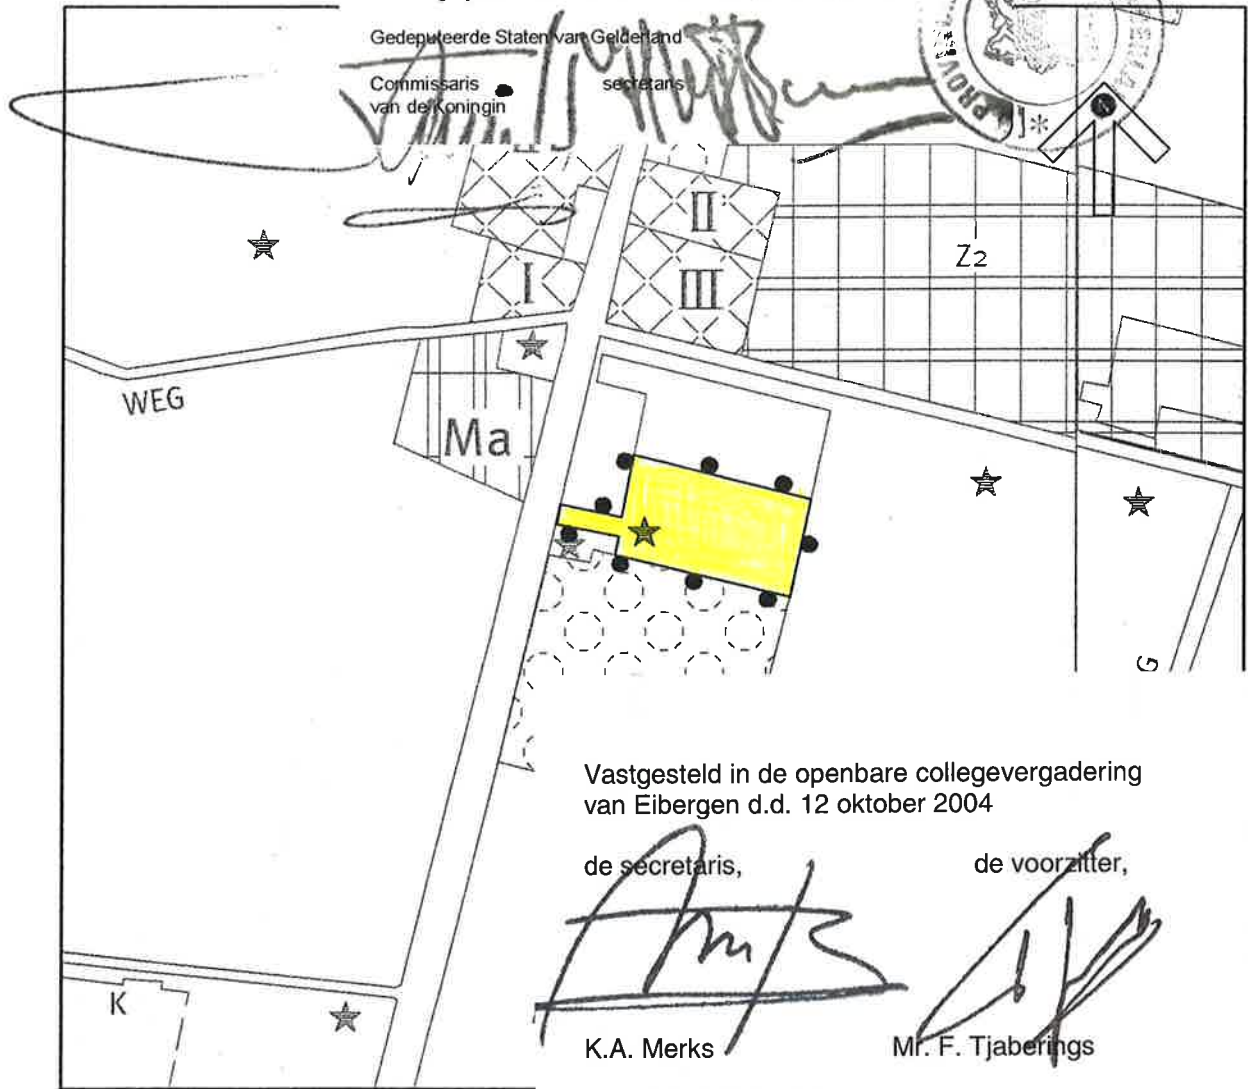 Gedeputeerde Staten van Gelderland
Commissaris secretaris
van de Koningin
PROV
II
Z2
I
III
WEG
Ma
G
Vastgesteld in de openbare collegevergadering
van Eibergen d.d. 12 oktober 2004
de secretaris, de voorzitter,
K
K.A. Merks Mr. F. Tjaberings